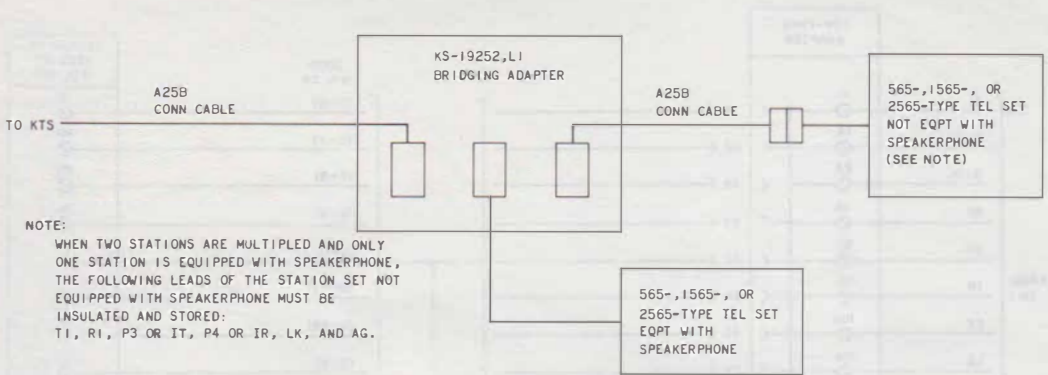 KS-19252,L1
BRIDGING ADAPTER
A25B
CONN CABLE
TO KTS
A25B
CONN CABLE
565-,1565-, OR
2565-TYPE TEL SET
NOT EQPT WITH
SPEAKERPHONE
(SEE NOTE)
NOTE:
WHEN TWO STATIONS ARE MULTIPLED AND ONLY
ONE STATION IS EQUIPPED WITH SPEAKERPHONE,
THE FOLLOWING LEADS OF THE STATION SET NOT
EQUIPPED WITH SPEAKERPHONE MUST BE
INSULATED AND STORED:
T1, R1, P3 OR IT, P4 OR IR, LK, AND AG.
565-,1565-, OR
2565-TYPE TEL SET
EQPT WITH
SPEAKERPHONE